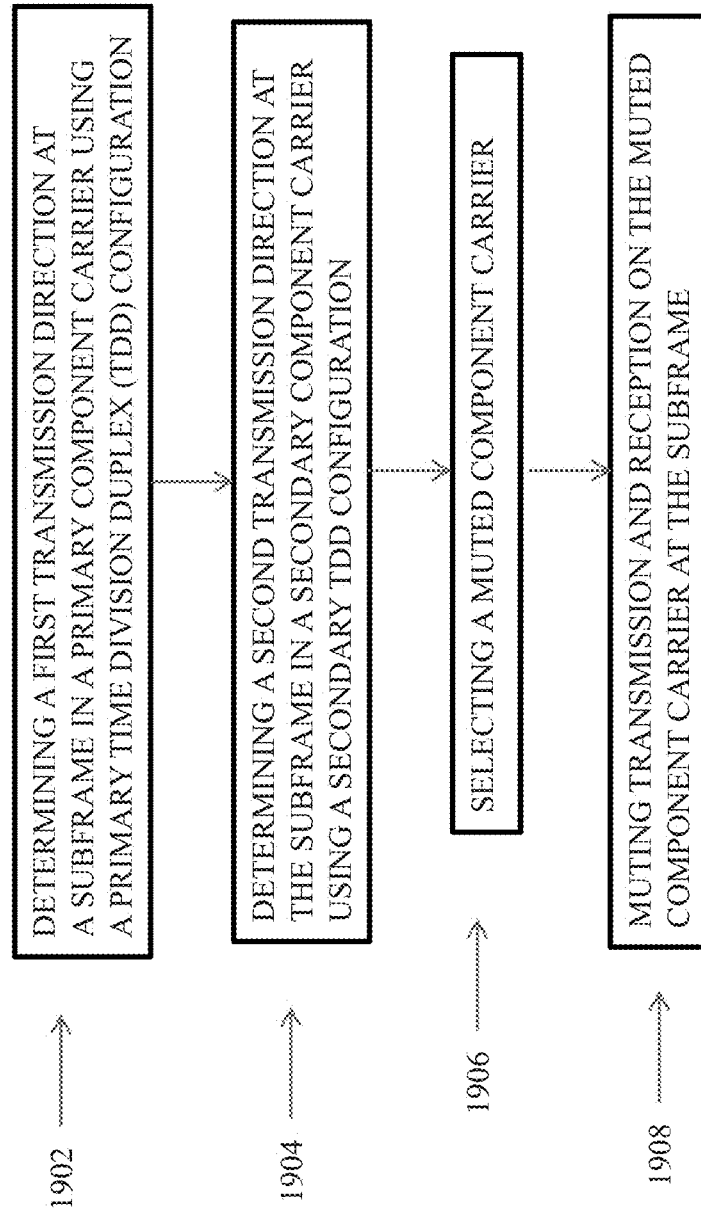 1902
DETERMINING A FIRST TRANSMISSION DIRECTION AT
A SUBFRAME IN A PRIMARY COMPONENT CARRIER USING
A PRIMARY TIME DIVISION DUPLEX (TDD) CONFIGURATION
1904
DETERMINING A SECOND TRANSMISSION DIRECTION AT
THE SUBFRAME IN A SECONDARY COMPONENT CARRIER
USING A SECONDARY TDD CONFIGURATION
1906
SELECTING A MUTED COMPONENT CARRIER
1908
MUTING TRANSMISSION AND RECEPTION ON THE MUTED
COMPONENT CARRIER AT THE SUBFRAME